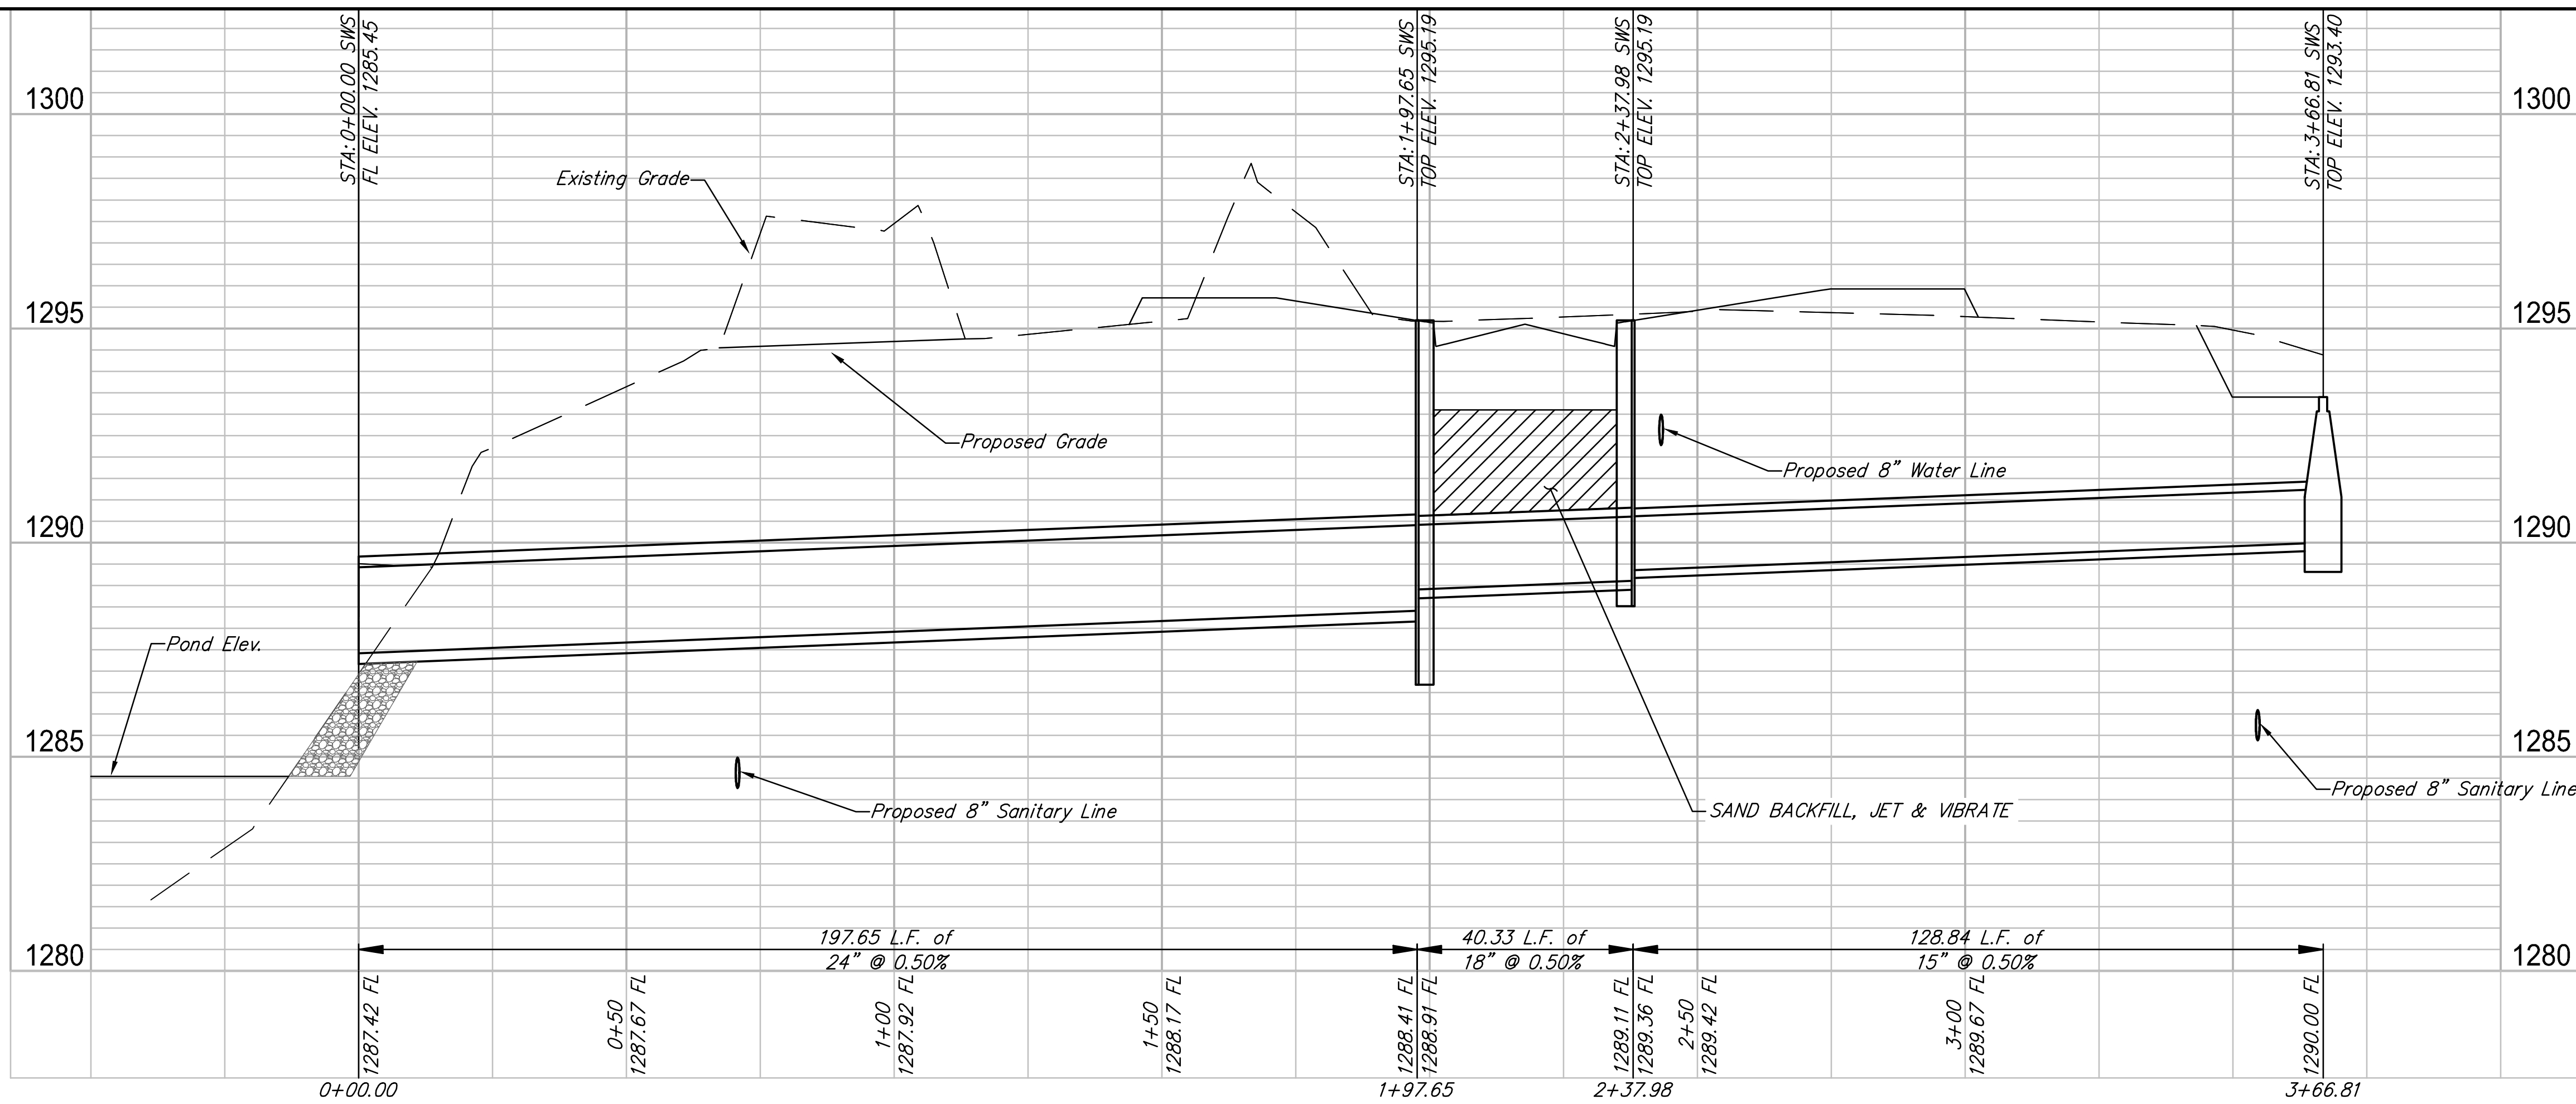 STA:0+00.00 SWS
FL ELEV. 1285.45
STA:1+97.65 SWS
TOP ELEV. 1295.19
STA:2+37.98 SWS
TOP ELEV. 1295.19
STA:3+66.81 SWS
TOP ELEV. 1293.40
1300
1300
Existing Grade
1295
1295
Proposed Grade
Proposed 8" Water Line
1290
1290
Pond Elev.
1285
1285
Proposed 8" Sanitary Line
Proposed 8" Sanitary Line
SAND BACKFILL, JET & VIBRATE
1280
1280
197.65 L.F. of
24" @ 0.50%
40.33 L.F. of
18" @ 0.50%
128.84 L.F. of
15" @ 0.50%
1287.42 FL
0+50
1287.67 FL
1+00
1287.92 FL
1+50
1288.17 FL
1288.41 FL
1288.91 FL
1289.11 FL
1289.36 FL
2+50
1289.42 FL
3+00
1289.67 FL
1290.00 FL
0+00.00
1+97.65
2+37.98
3+66.81